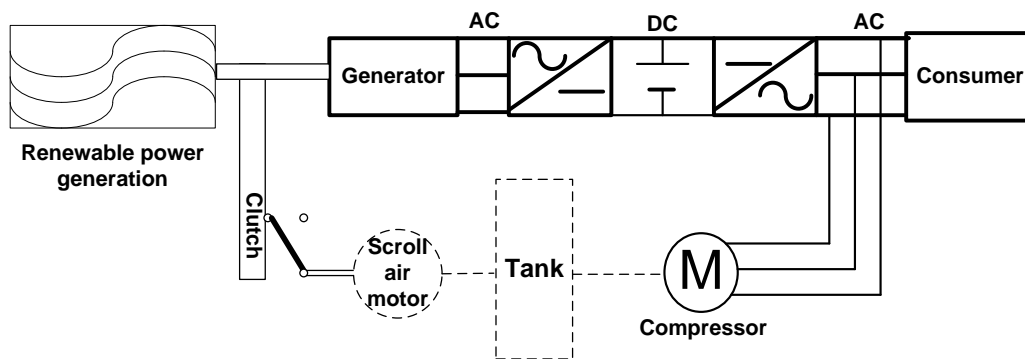 AC
DC
AC
Generator
Consumer
Renewable power
generation
Clutch
Scroll
air
motor
Tank
M
Compressor